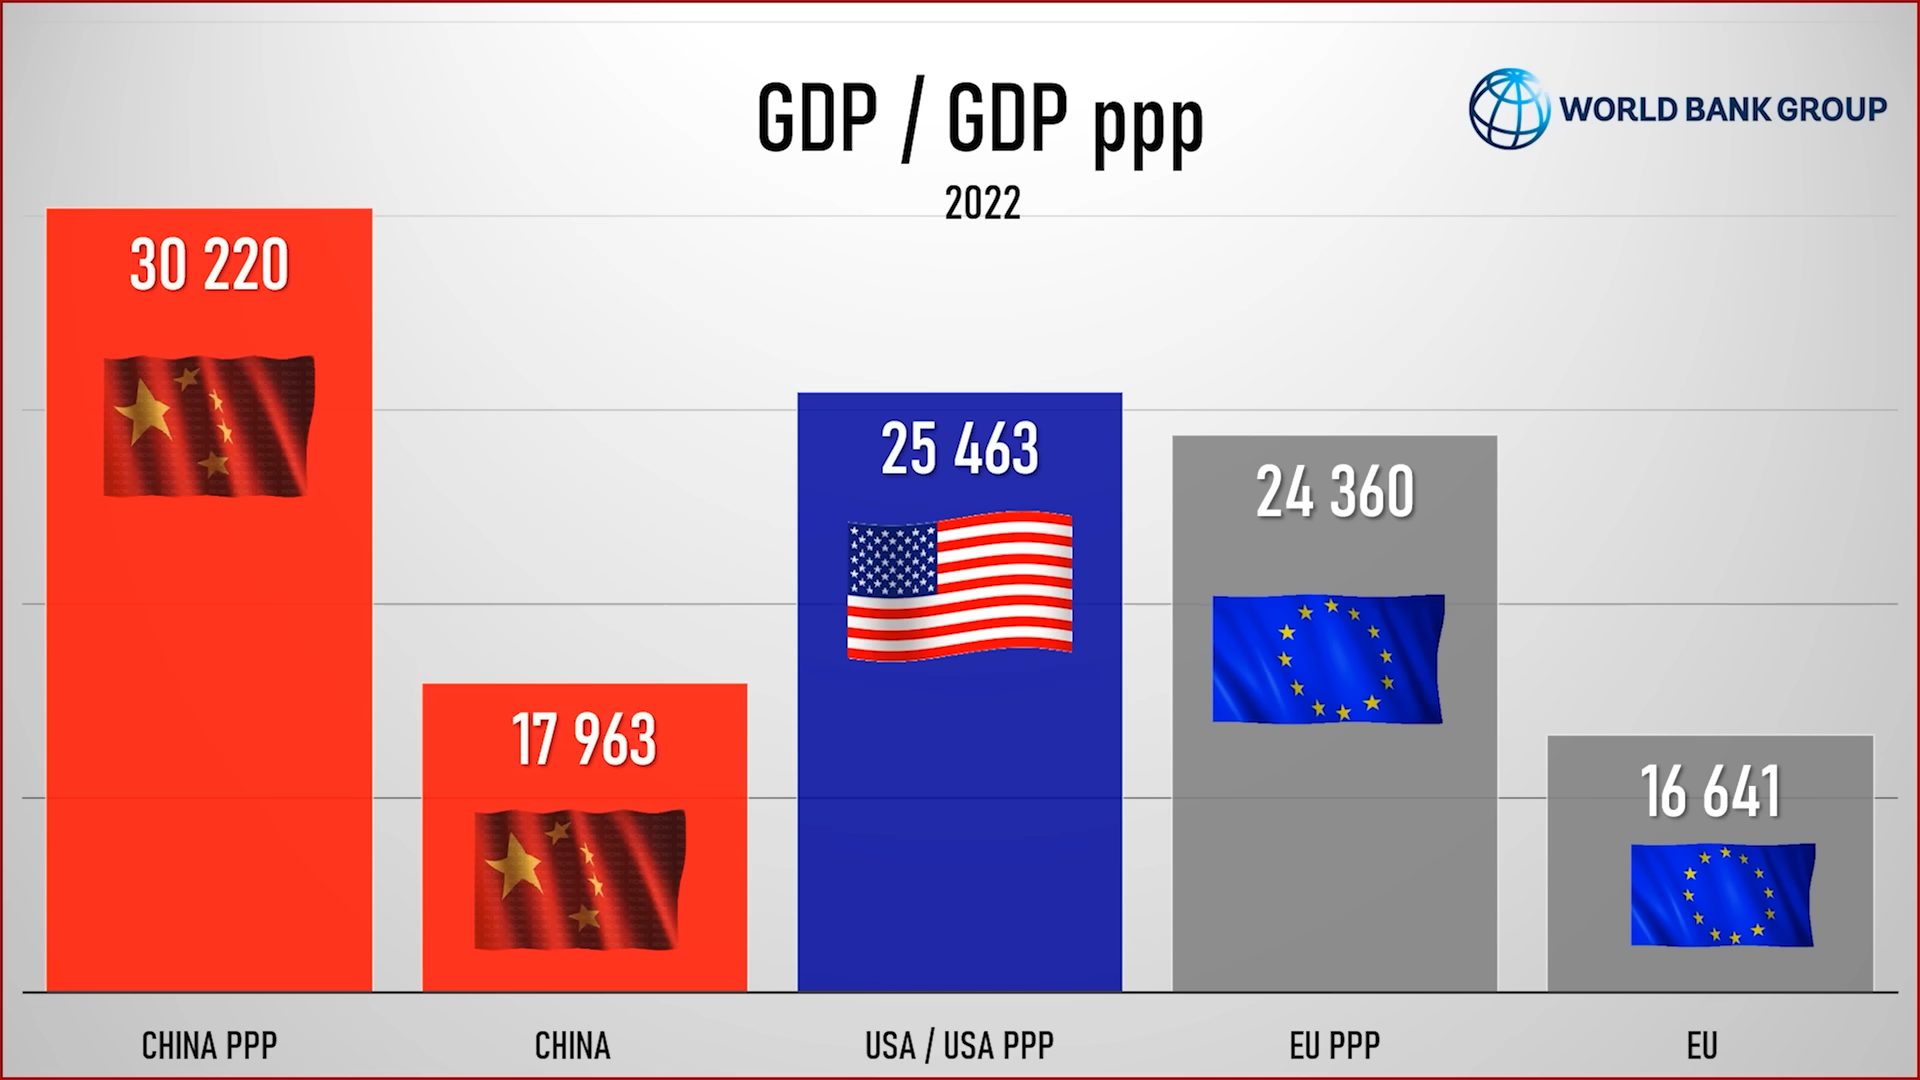 GDP / GDP ppp
WORLD BANK GROUP
2022
30 220
17 963
25 463
24 360
16 641
CHINA PPP
CHINA
USA / USA PPP
EU PPP
EU